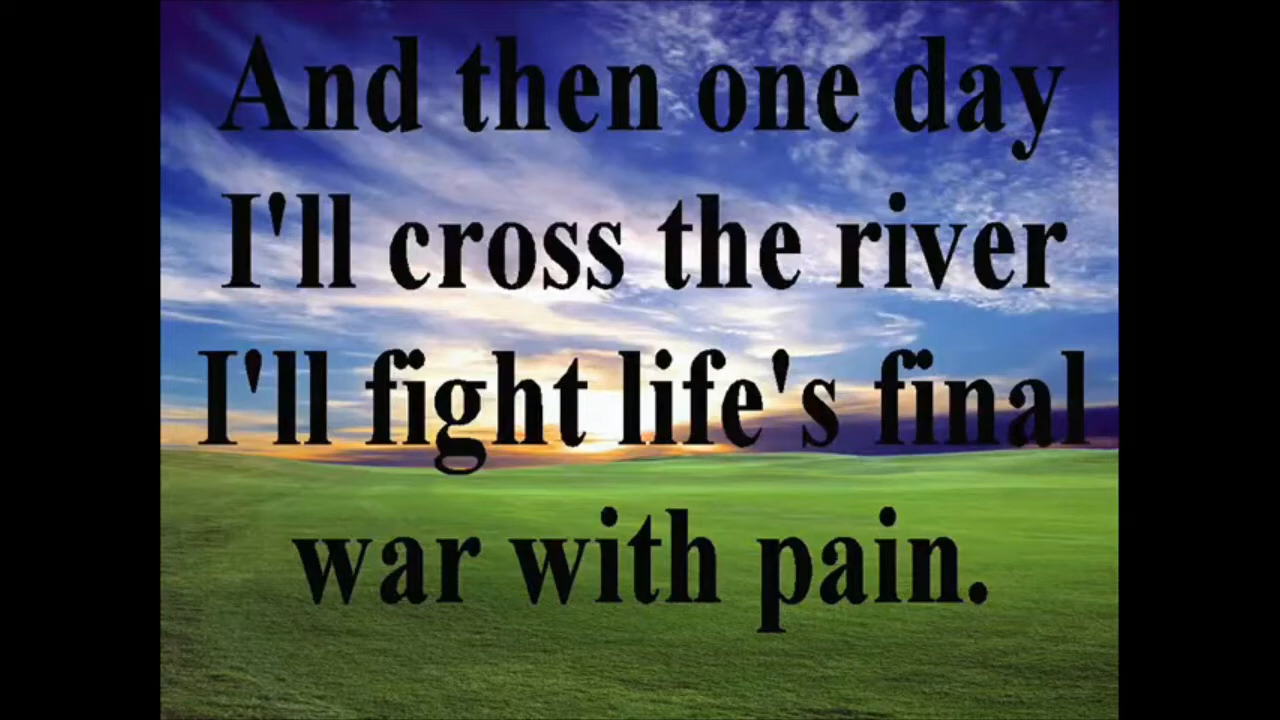 And then one day
I'll cross the river
I'll fight life's final
war with pain.